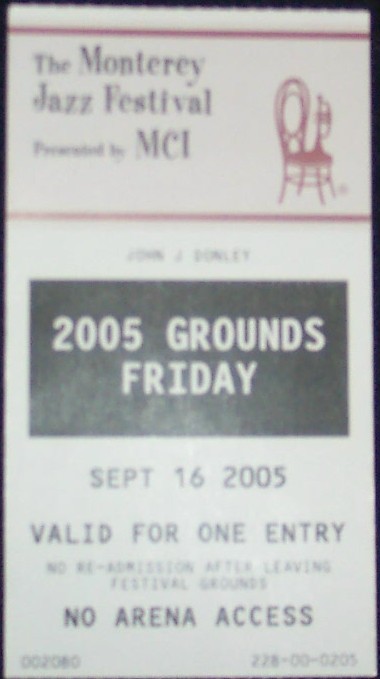 The Monterey
Jazz Festival
Presented by MCI
JOHN J DONLEY
2005 GROUNDS
FRIDAY
SEPT 16 2005
VALID FOR ONE ENTRY
NO RE-ADMISSION AFTER LEAVING
FESTIVAL GROUNDS
NO ARENA ACCESS
002080 228-00-0205